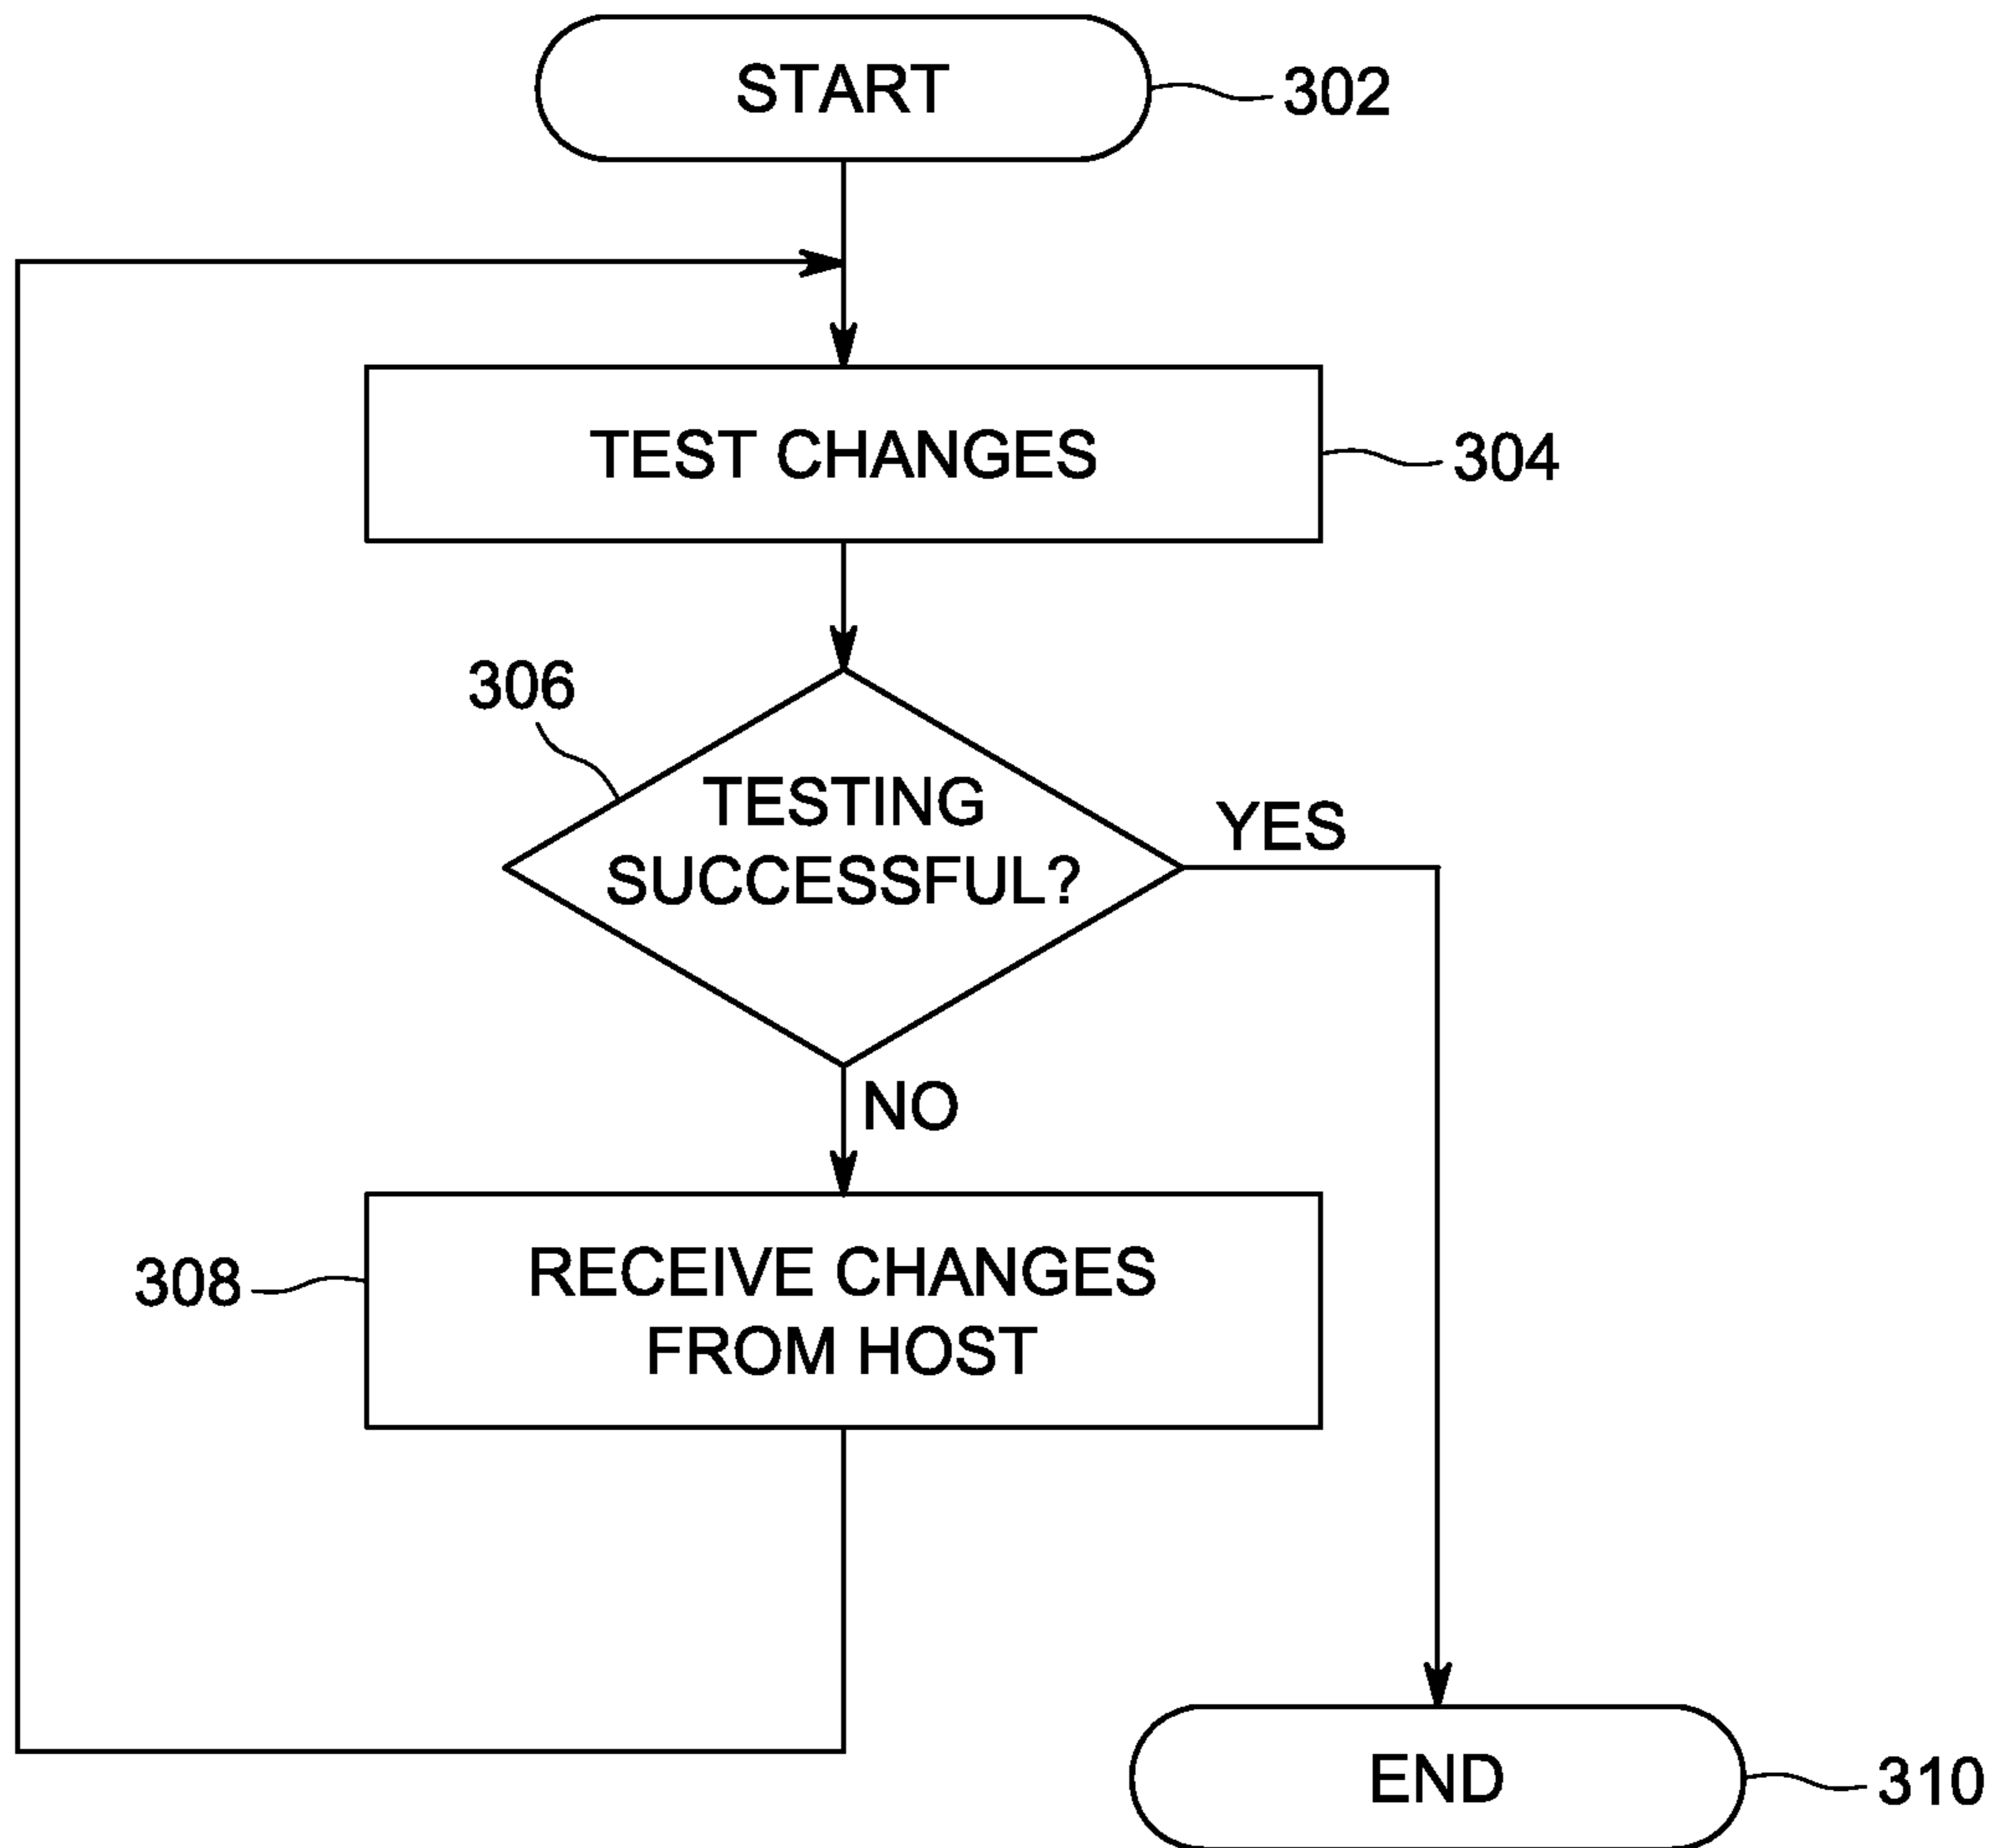 START
302
TEST CHANGES
304
306
TESTING
SUCCESSFUL?
YES
NO
308
RECEIVE CHANGES
FROM HOST
END
310